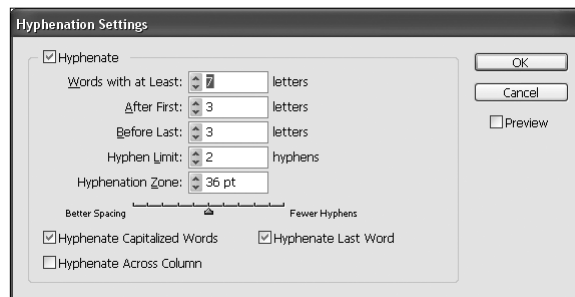 Hyphenation Settings
Hyphenate
Words with at Least: 7 letters
After First: 3 letters
Before Last: 3 letters
Hyphen Limit: 2 hyphens
Hyphenation Zone: 36 pt
Better Spacing Fewer Hyphens
Hyphenate Capitalized Words Hyphenate Last Word
Hyphenate Across Column
OK
Cancel
Preview